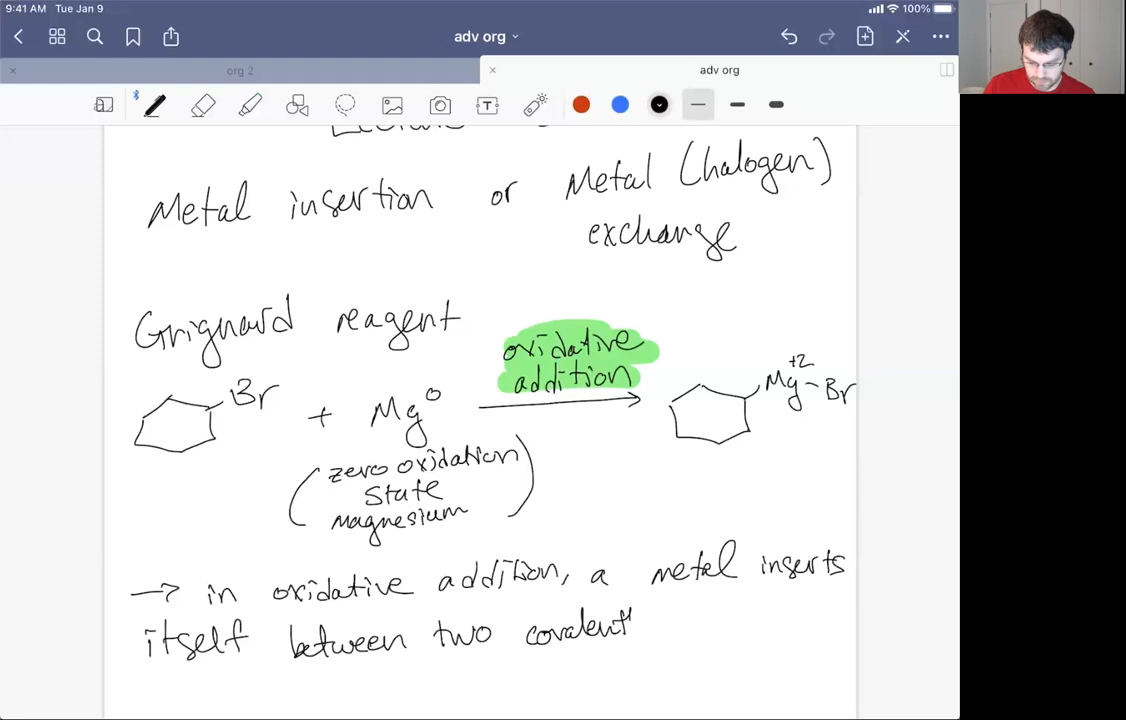 9:41 AM Tue Jan 9
100%
adv org
org 2
adv org
Metal insertion or Metal (halogen)
exchange
Grignard reagent
oxidative
addition
Br + Mg⁰ Mg+2-Br
(zero oxidation
state
magnesium)
→ in oxidative addition, a metal inserts
itself between two covalent